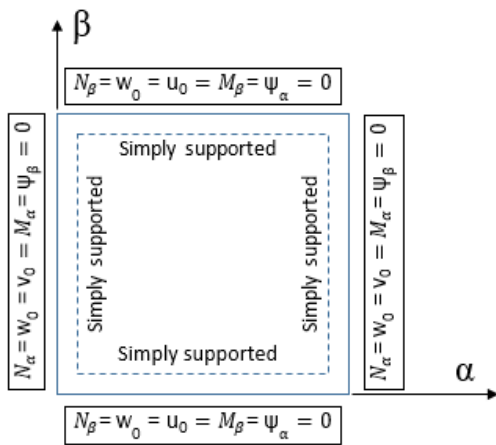 β
N_β = w_0 = u_0 = M_β = ψ_α = 0
N_α = w_0 = v_0 = M_α = ψ_β = 0
Simply supported
Simply supported
Simply supported
Simply supported
N_α = w_0 = v_0 = M_α = ψ_β = 0
α
N_β = w_0 = u_0 = M_β = ψ_α = 0